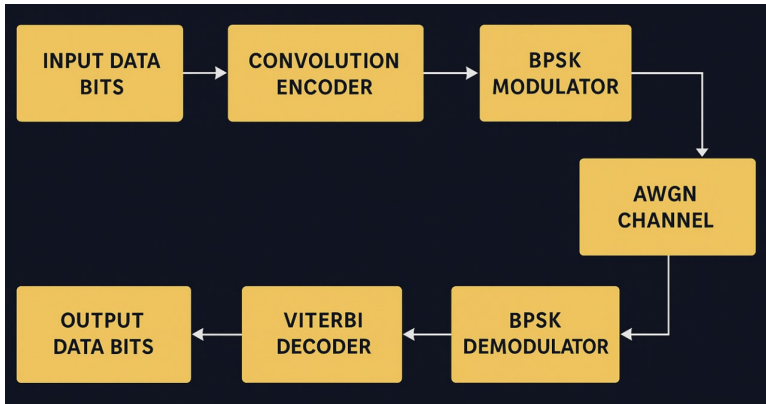 INPUT DATA
BITS
CONVOLUTION
ENCODER
BPSK
MODULATOR
AWGN
CHANNEL
OUTPUT
DATA BITS
VITERBI
DECODER
BPSK
DEMODULATOR